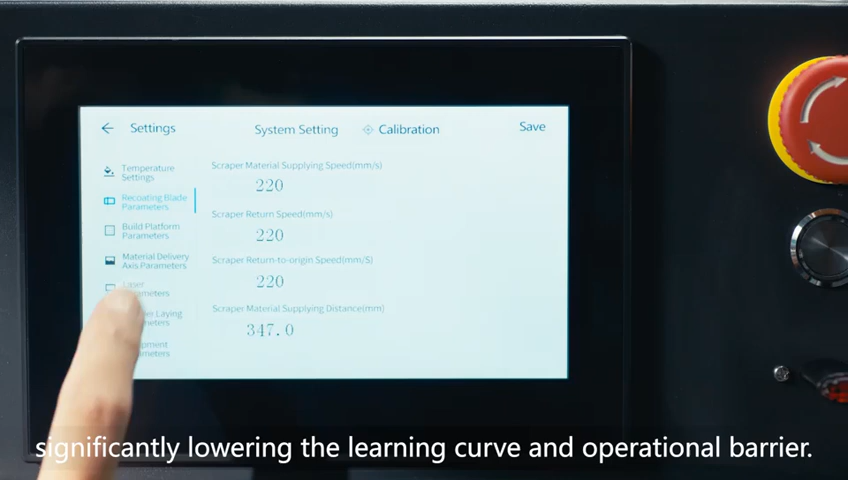 Settings
System Setting
Calibration
Save
Temperature
Settings
Recoating Blade
Parameters
Build Platform
Parameters
Material Delivery
Axis Parameters
Laser
Laying
Scraper Material Supplying Speed(mm/s)
220
Scraper Return Speed(mm/s)
220
Scraper Return-to-origin Speed(mm/S)
220
Scraper Material Supplying Distance(mm)
347.0
significantly lowering the learning curve and operational barrier.